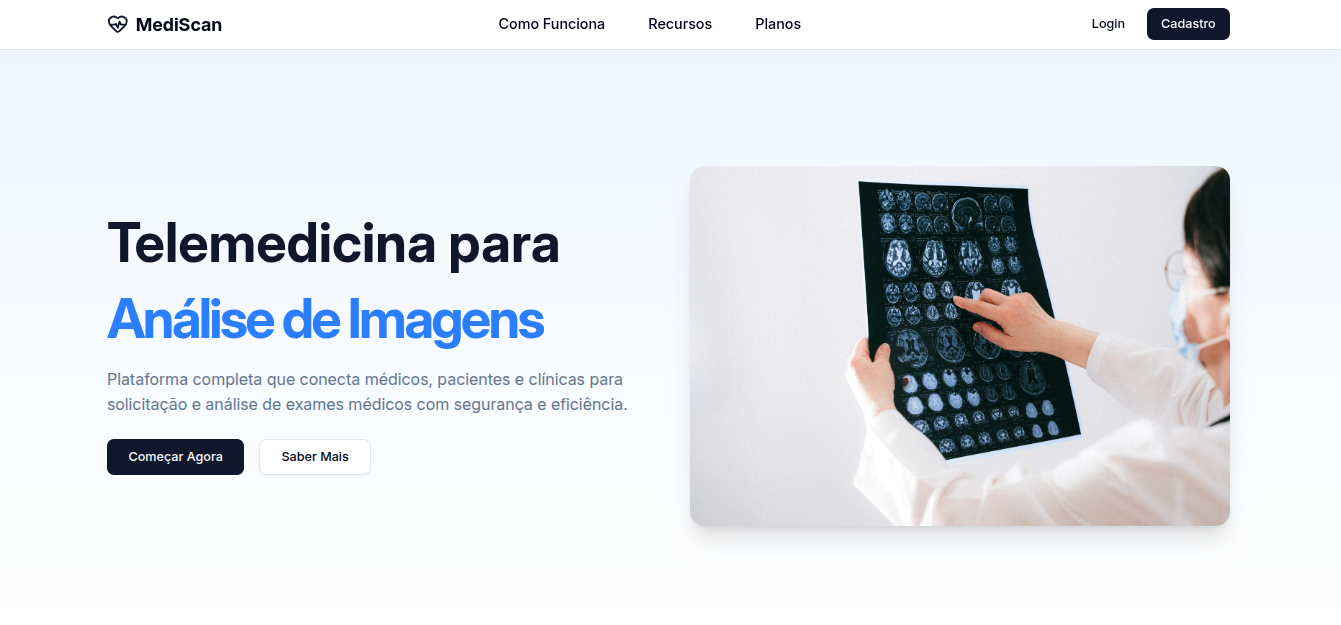 MediScan
Como Funciona
Recursos
Planos
Login
Cadastro
Telemedicina para
Análise de Imagens
Plataforma completa que conecta médicos, pacientes e clínicas para
solicitação e análise de exames médicos com segurança e eficiência.
Começar Agora
Saber Mais